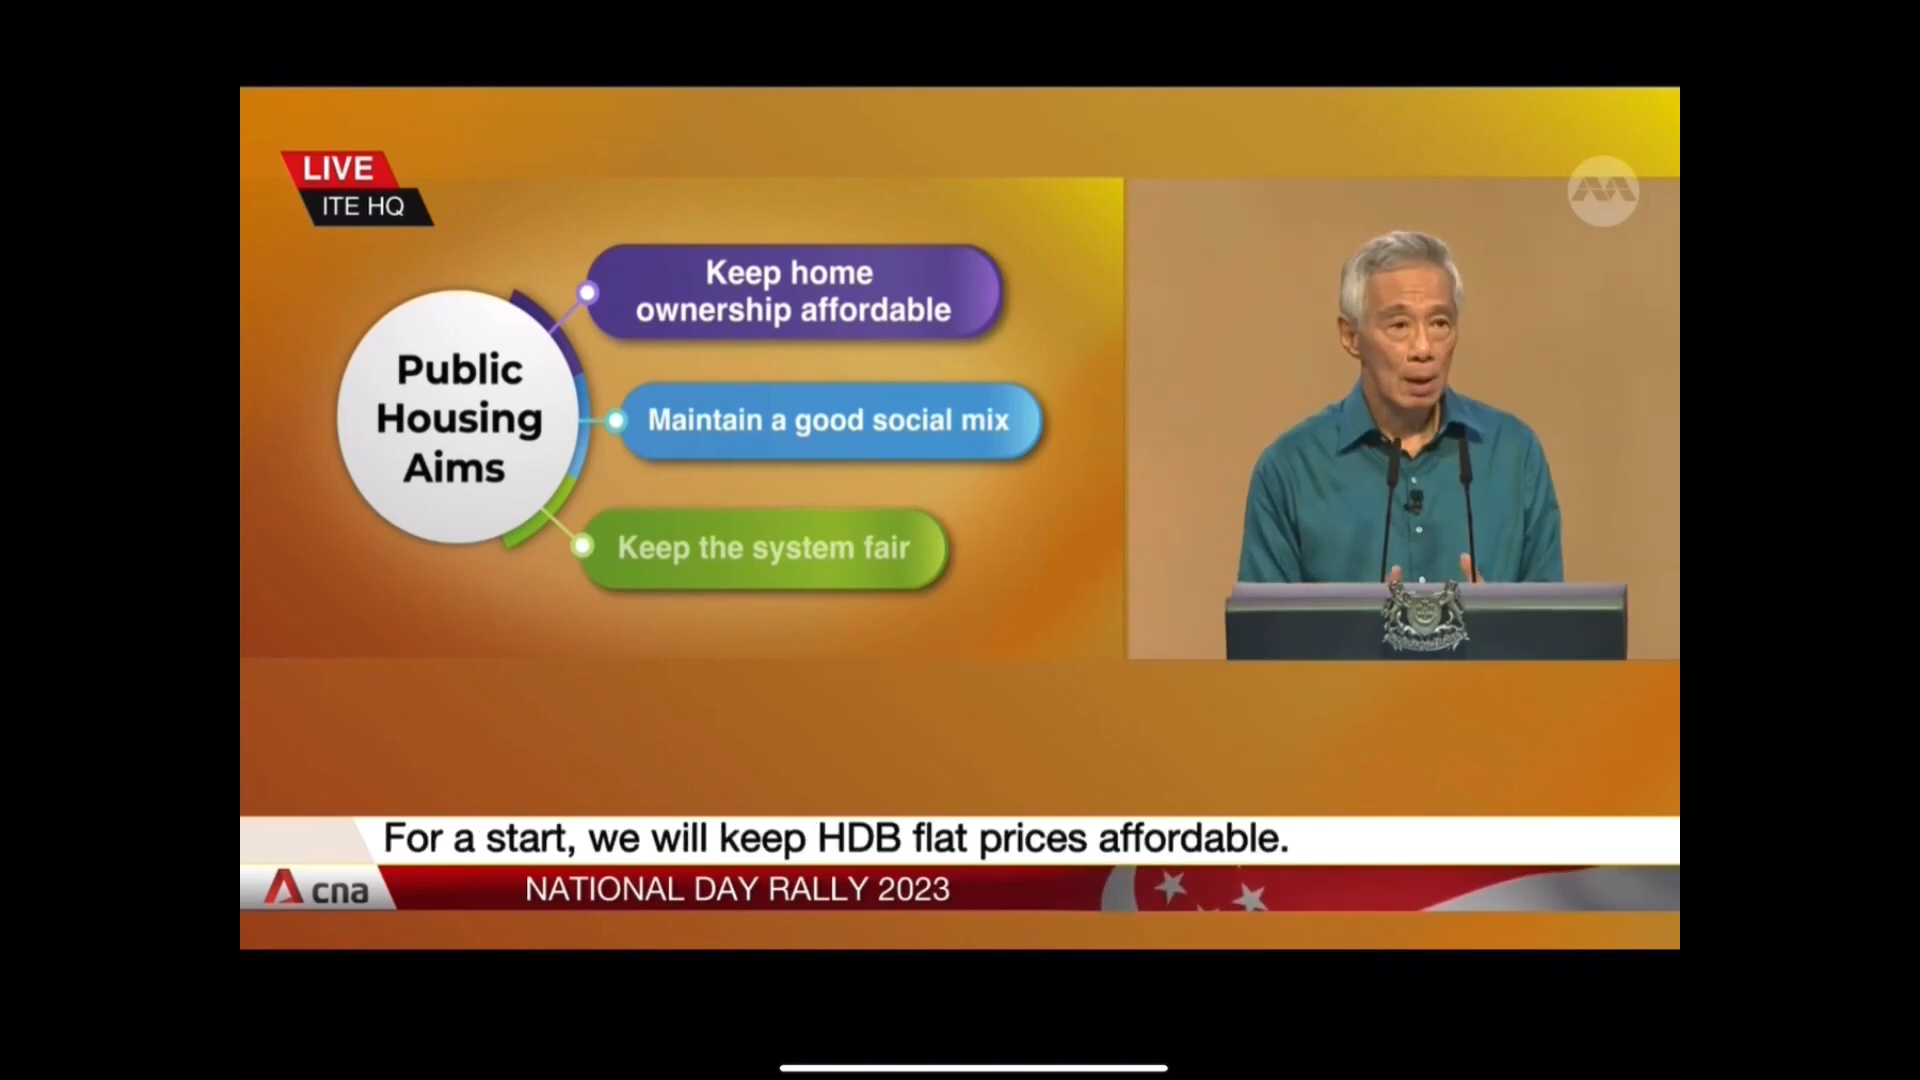 LIVE
ITE HQ
Keep home
ownership affordable
Public
Housing
Aims
Maintain a good social mix
Keep the system fair
For a start, we will keep HDB flat prices affordable.
cna
NATIONAL DAY RALLY 2023